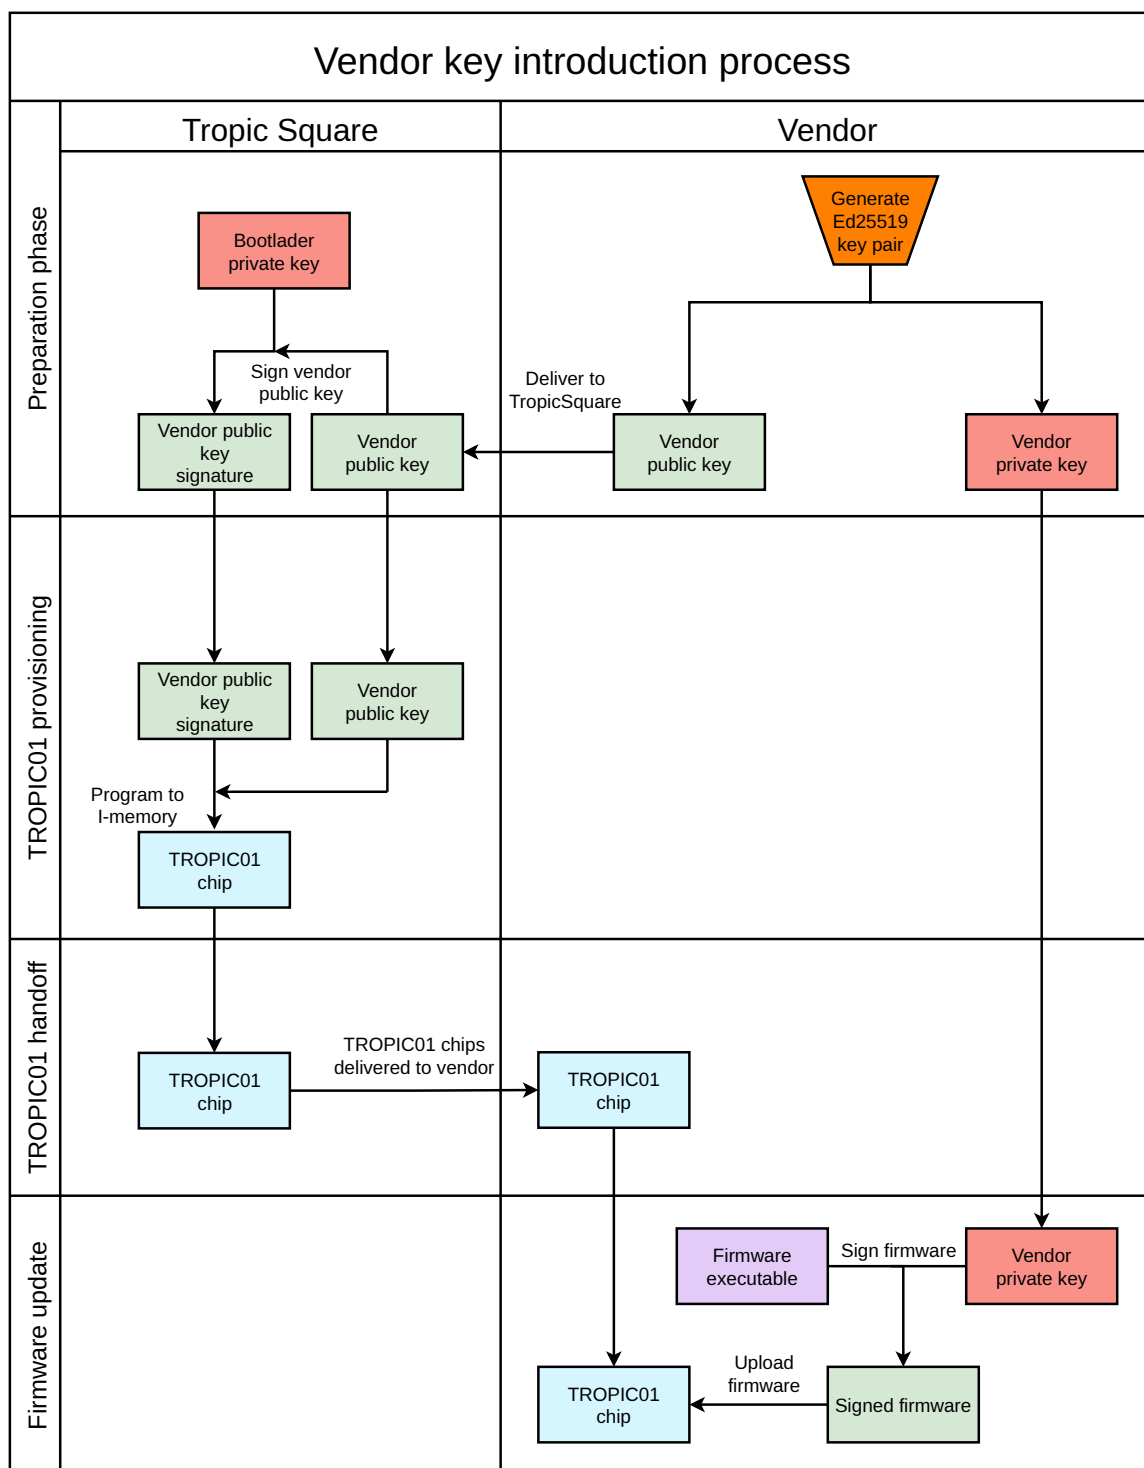 Vendor key introduction process
Tropic Square
Vendor
Preparation phase
Generate
Ed25519
key pair
Bootlader
private key
Sign vendor
public key
Deliver to
TropicSquare
Vendor public
key
signature
Vendor
public key
Vendor
public key
Vendor
private key
TROPIC01 provisioning
Vendor public
key
signature
Vendor
public key
Program to
I-memory
TROPIC01
chip
TROPIC01 handoff
TROPIC01
chip
TROPIC01 chips
delivered to vendor
TROPIC01
chip
Firmware update
Firmware
executable
Sign firmware
Vendor
private key
TROPIC01
chip
Upload
firmware
Signed firmware